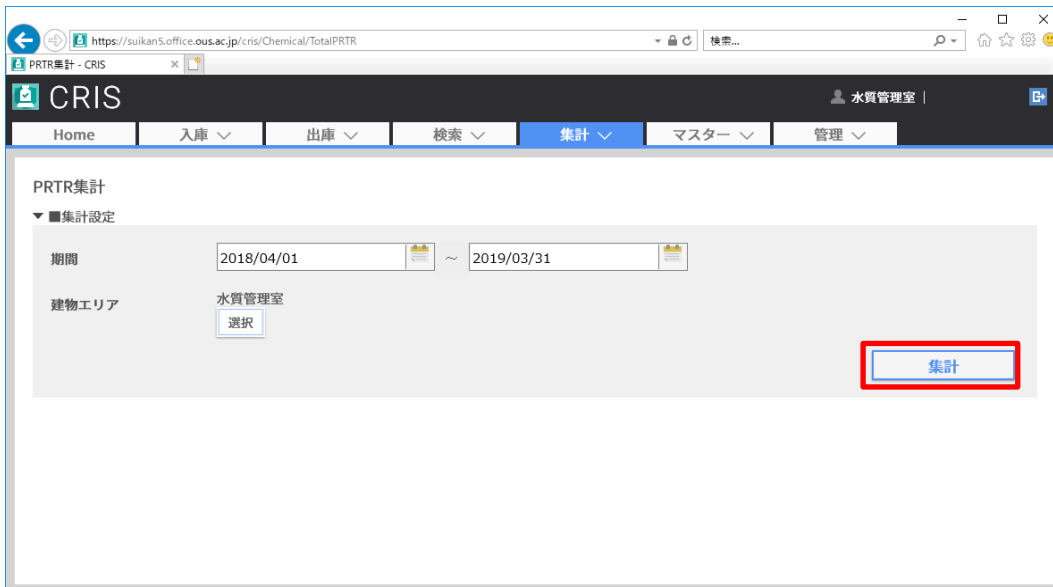 https://suikan5.office.ous.ac.jp/cris/Chemical/TotalPRTR
検索...
PRTR集計 - CRIS
CRIS
水質管理室 |
Home 入庫 出庫 検索 集計 マスター 管理
PRTR集計
▼ ■集計設定
期間 2018/04/01 ～ 2019/03/31
建物エリア 水質管理室
選択
集計